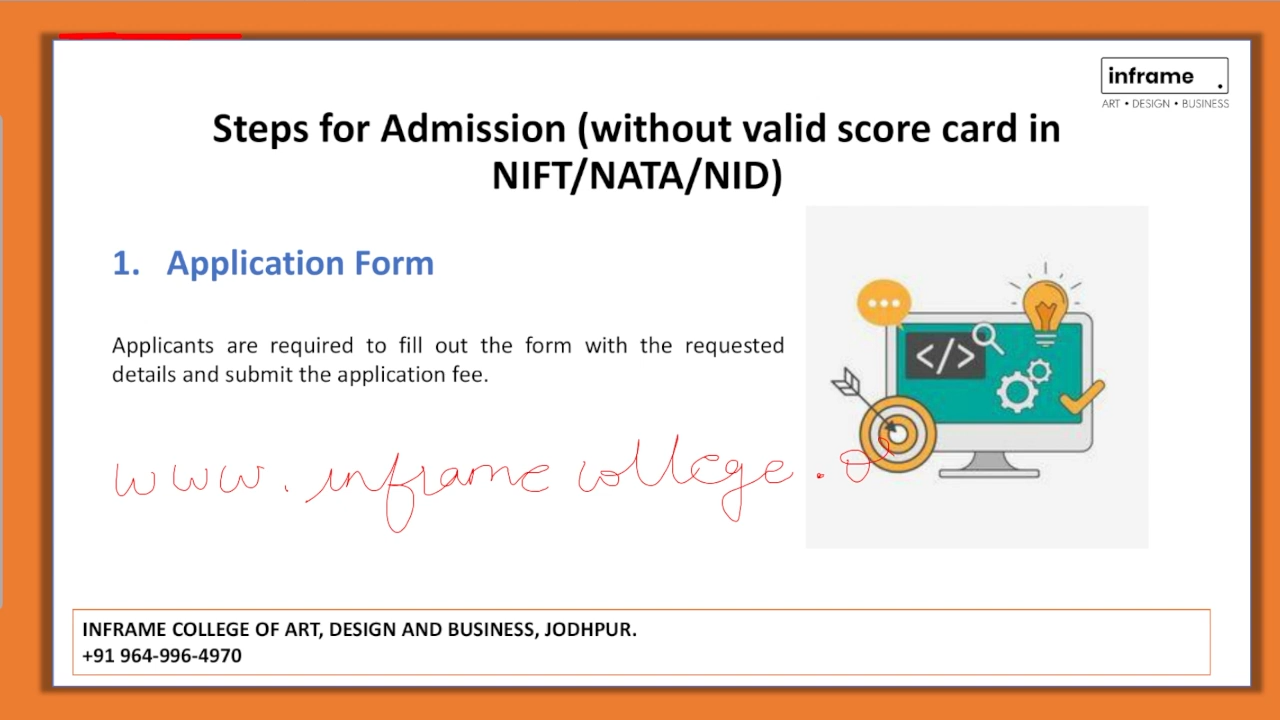 inframe .
ART • DESIGN • BUSINESS
Steps for Admission (without valid score card in
NIFT/NATA/NID)
1. Application Form
</>
Applicants are required to fill out the form with the requested
details and submit the application fee.
www.inframecollege.o
INFRAME COLLEGE OF ART, DESIGN AND BUSINESS, JODHPUR.
+91 964-996-4970